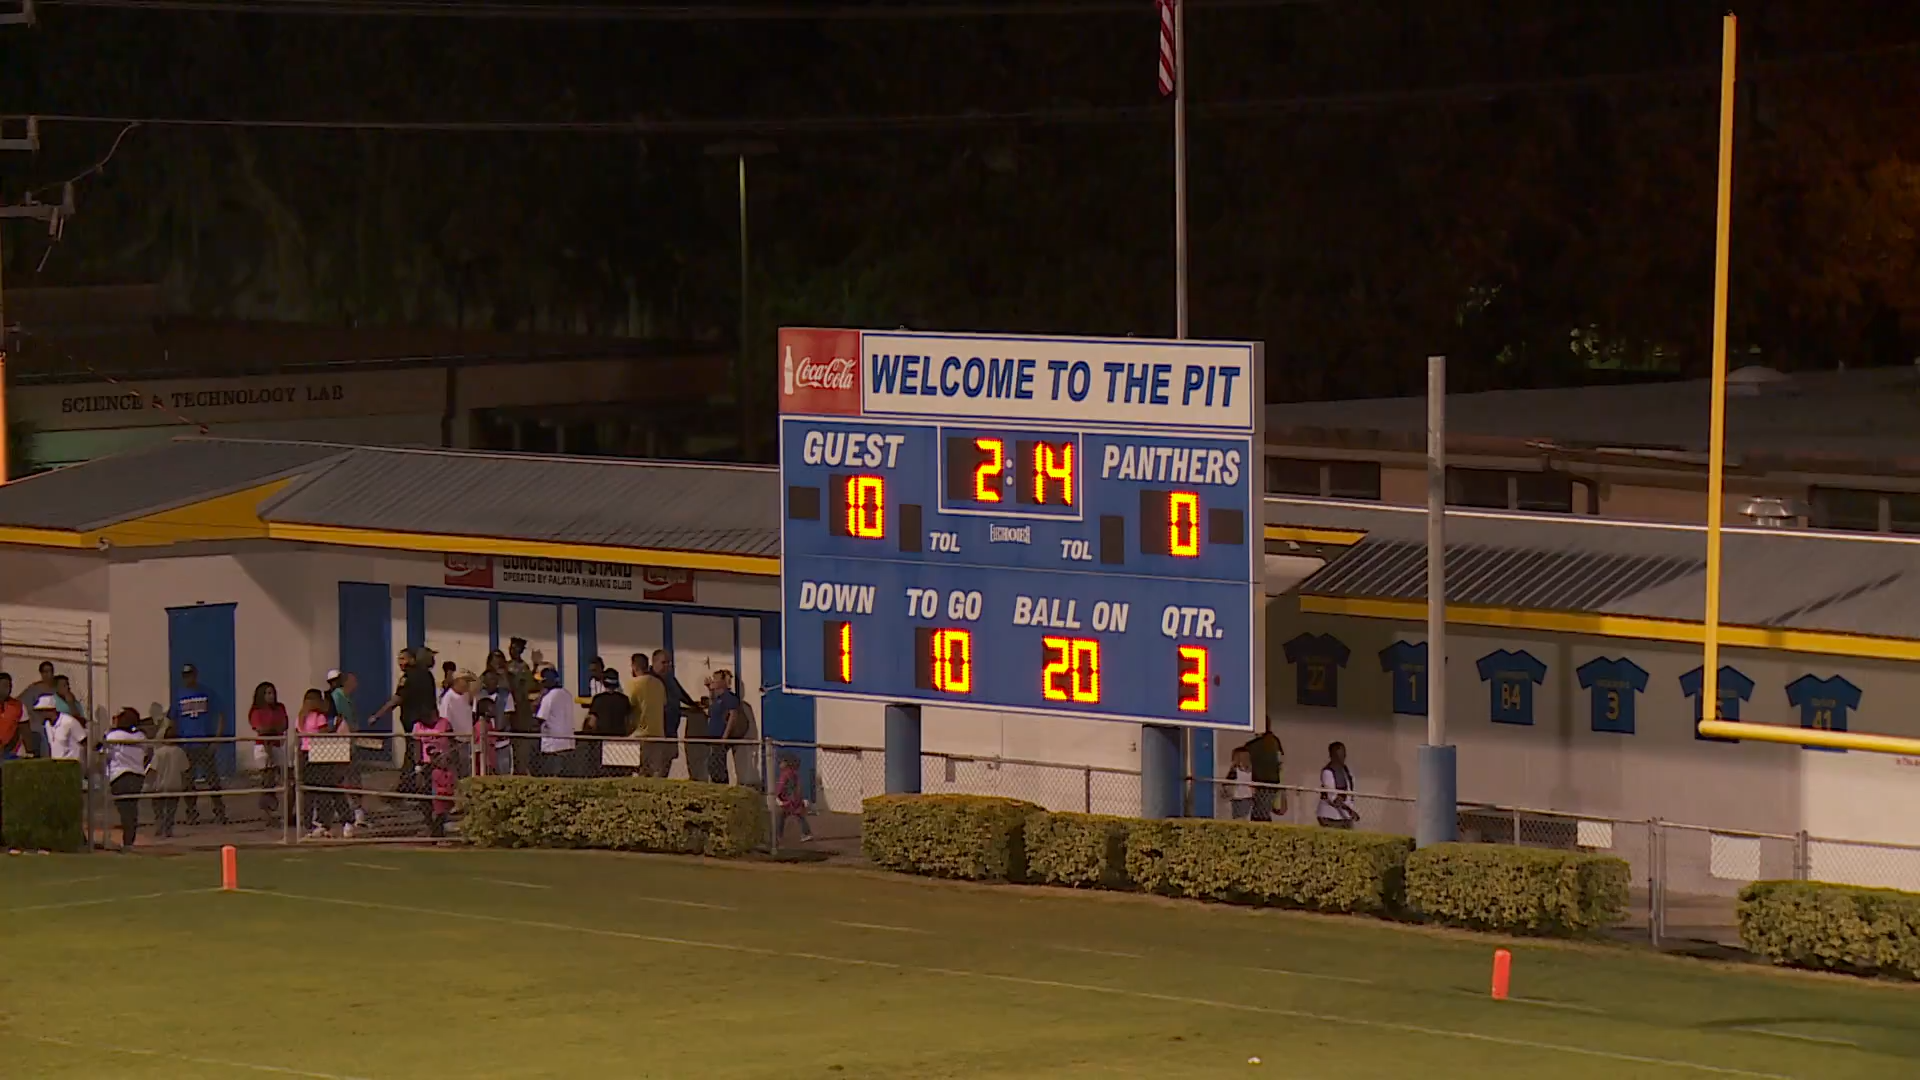 SCIENCE & TECHNOLOGY LAB
Coca-Cola
WELCOME TO THE PIT
GUEST
2:14
PANTHERS
10
0
TOL
TOL
DOWN
TO GO
BALL ON
QTR.
1
10
20
3
CONCESSION STAND
OPERATED BY PALATKA KIWANIS CLUB
22
1
84
3
41